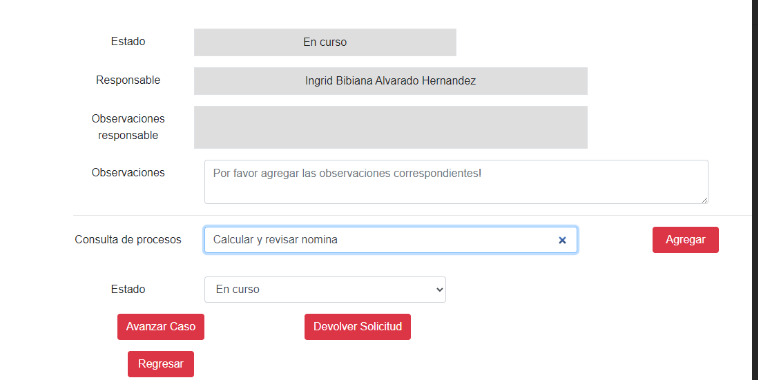 Estado En curso
Responsable Ingrid Bibiana Alvarado Hernandez
Observaciones
responsable
Observaciones Por favor agregar las observaciones correspondientes!
Consulta de procesos Calcular y revisar nomina × Agregar
Estado En curso
Avanzar Caso Devolver Solicitud
Regresar